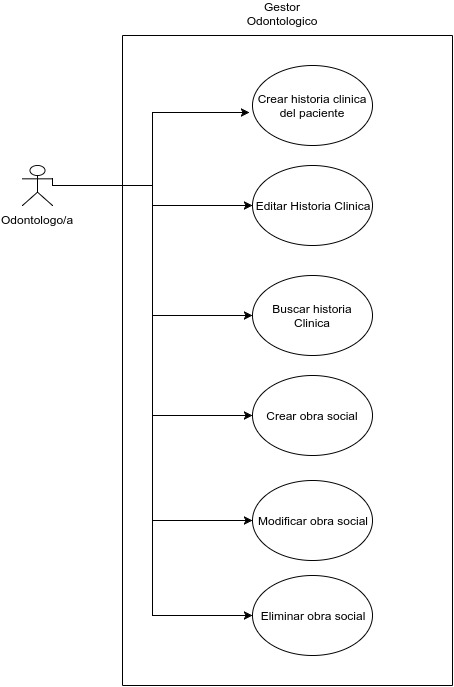 Gestor
Odontologico
Crear historia clinica
del paciente
Odontologo/a
Editar Historia Clinica
Buscar historia
Clinica
Crear obra social
Modificar obra social
Eliminar obra social